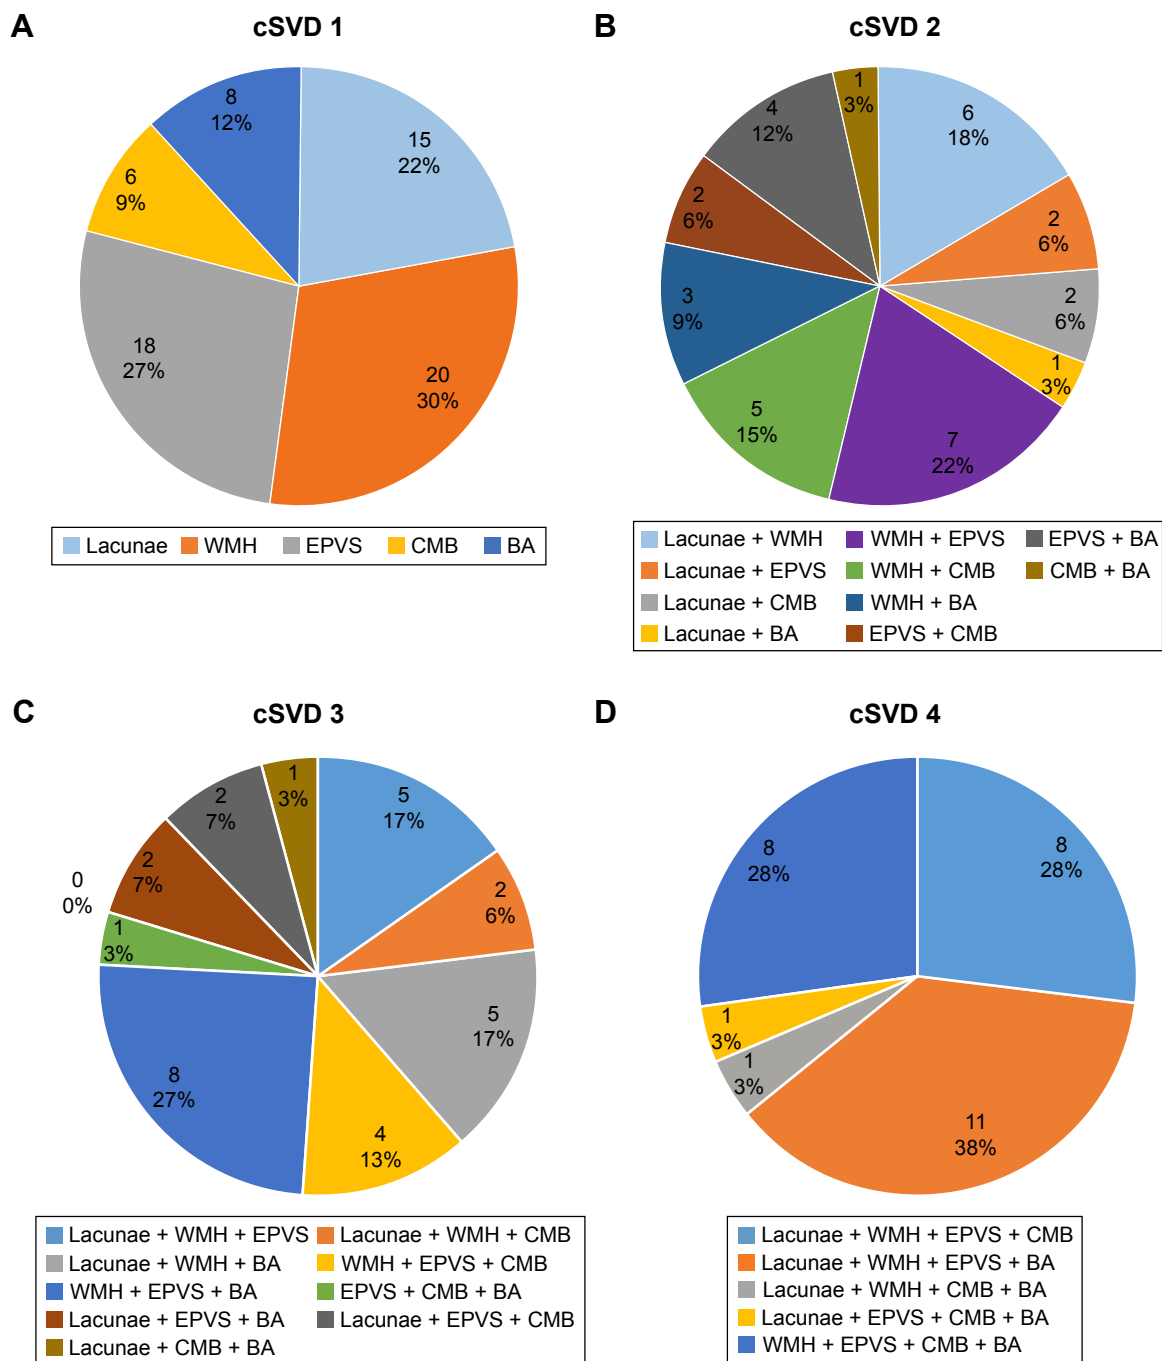 A
cSVD 1
8
12%
15
22%
6
9%
18
27%
20
30%
Lacunae WMH EPVS CMB BA
B
cSVD 2
1
3%
6
18%
4
12%
2
6%
2
6%
3
9%
2
6%
1
3%
5
15%
7
22%
Lacunae + WMH WMH + EPVS EPVS + BA
Lacunae + EPVS WMH + CMB CMB + BA
Lacunae + CMB WMH + BA
Lacunae + BA EPVS + CMB
C
cSVD 3
1
3%
5
17%
2
7%
2
7%
0
0%
2
6%
1
3%
5
17%
8
27%
4
13%
Lacunae + WMH + EPVS Lacunae + WMH + CMB
Lacunae + WMH + BA WMH + EPVS + CMB
WMH + EPVS + BA EPVS + CMB + BA
Lacunae + EPVS + BA Lacunae + EPVS + CMB
Lacunae + CMB + BA
D
cSVD 4
8
28%
8
28%
1
3%
1
3%
11
38%
Lacunae + WMH + EPVS + CMB
Lacunae + WMH + EPVS + BA
Lacunae + WMH + CMB + BA
Lacunae + EPVS + CMB + BA
WMH + EPVS + CMB + BA